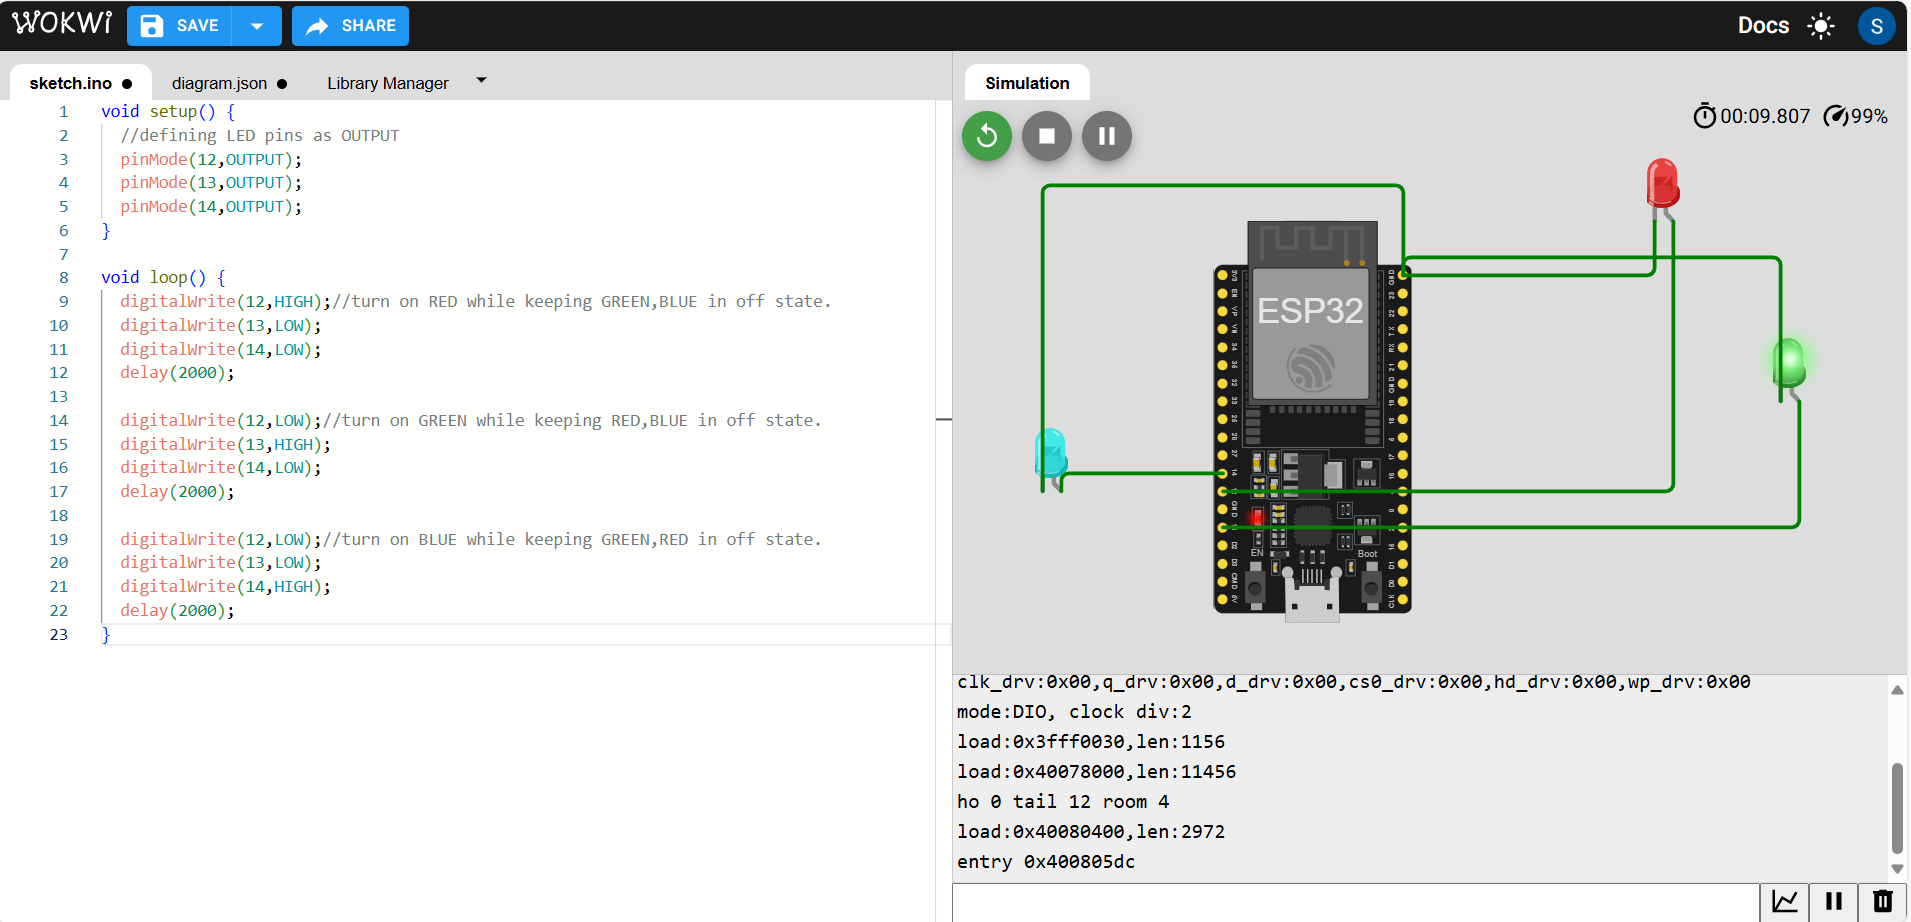 WOKWi SAVE SHARE Docs S
sketch.ino ● diagram.json ● Library Manager
1 void setup() {
2 //defining LED pins as OUTPUT
3 pinMode(12,OUTPUT);
4 pinMode(13,OUTPUT);
5 pinMode(14,OUTPUT);
6 }
7
8 void loop() {
9 digitalWrite(12,HIGH);//turn on RED while keeping GREEN,BLUE in off state.
10 digitalWrite(13,LOW);
11 digitalWrite(14,LOW);
12 delay(2000);
13
14 digitalWrite(12,LOW);//turn on GREEN while keeping RED,BLUE in off state.
15 digitalWrite(13,HIGH);
16 digitalWrite(14,LOW);
17 delay(2000);
18
19 digitalWrite(12,LOW);//turn on BLUE while keeping GREEN,RED in off state.
20 digitalWrite(13,LOW);
21 digitalWrite(14,HIGH);
22 delay(2000);
23 }
Simulation
00:09.807 99%
ESP32
EN
Boot
clk_drv:0x00,q_drv:0x00,d_drv:0x00,cs0_drv:0x00,hd_drv:0x00,wp_drv:0x00
mode:DIO, clock div:2
load:0x3fff0030,len:1156
load:0x40078000,len:11456
ho 0 tail 12 room 4
load:0x40080400,len:2972
entry 0x400805dc